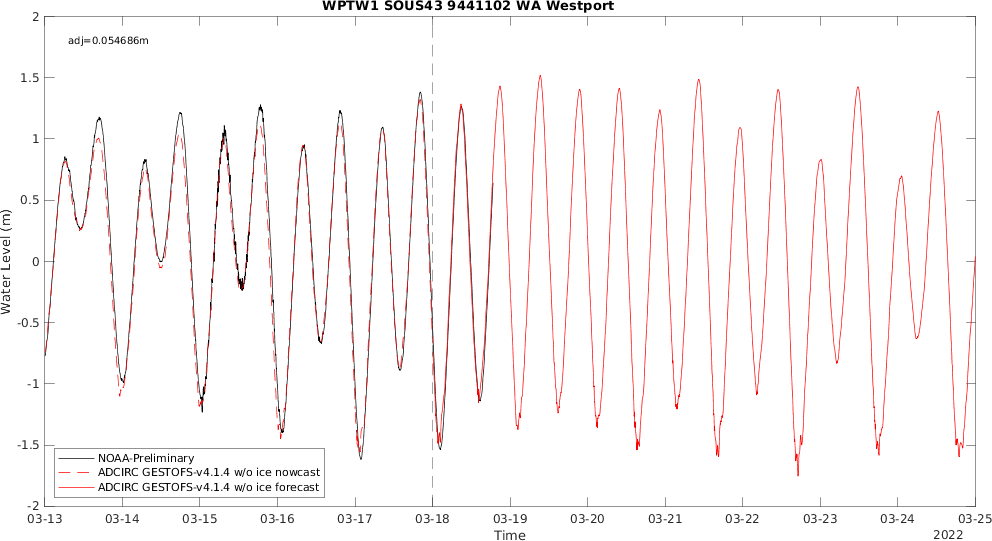 WPTW1 SOUS43 9441102 WA Westport
adj=0.054686m
2
1.5
1
0.5
0
-0.5
-1
-1.5
-2
Water Level (m)
NOAA-Preliminary
ADCIRC GESTOFS-v4.1.4 w/o ice nowcast
ADCIRC GESTOFS-v4.1.4 w/o ice forecast
03-13 03-14 03-15 03-16 03-17 03-18 03-19 03-20 03-21 03-22 03-23 03-24 03-25
Time
2022